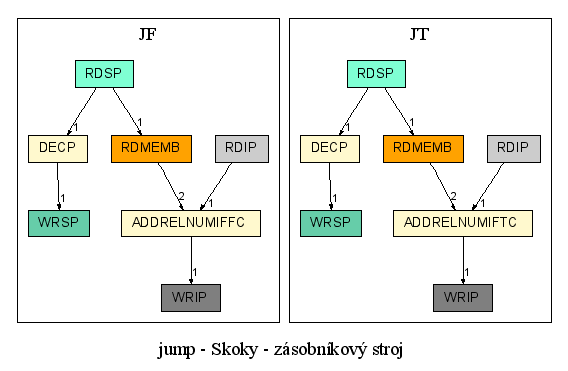 JF
RDSP
1
1
DECP
RDMEMB
RDIP
1
2
1
WRSP
ADDRELNUMIFFC
1
WRIP
JT
RDSP
1
1
DECP
RDMEMB
RDIP
1
2
1
WRSP
ADDRELNUMIFTC
1
WRIP
jump - Skoky - zásobníkový stroj